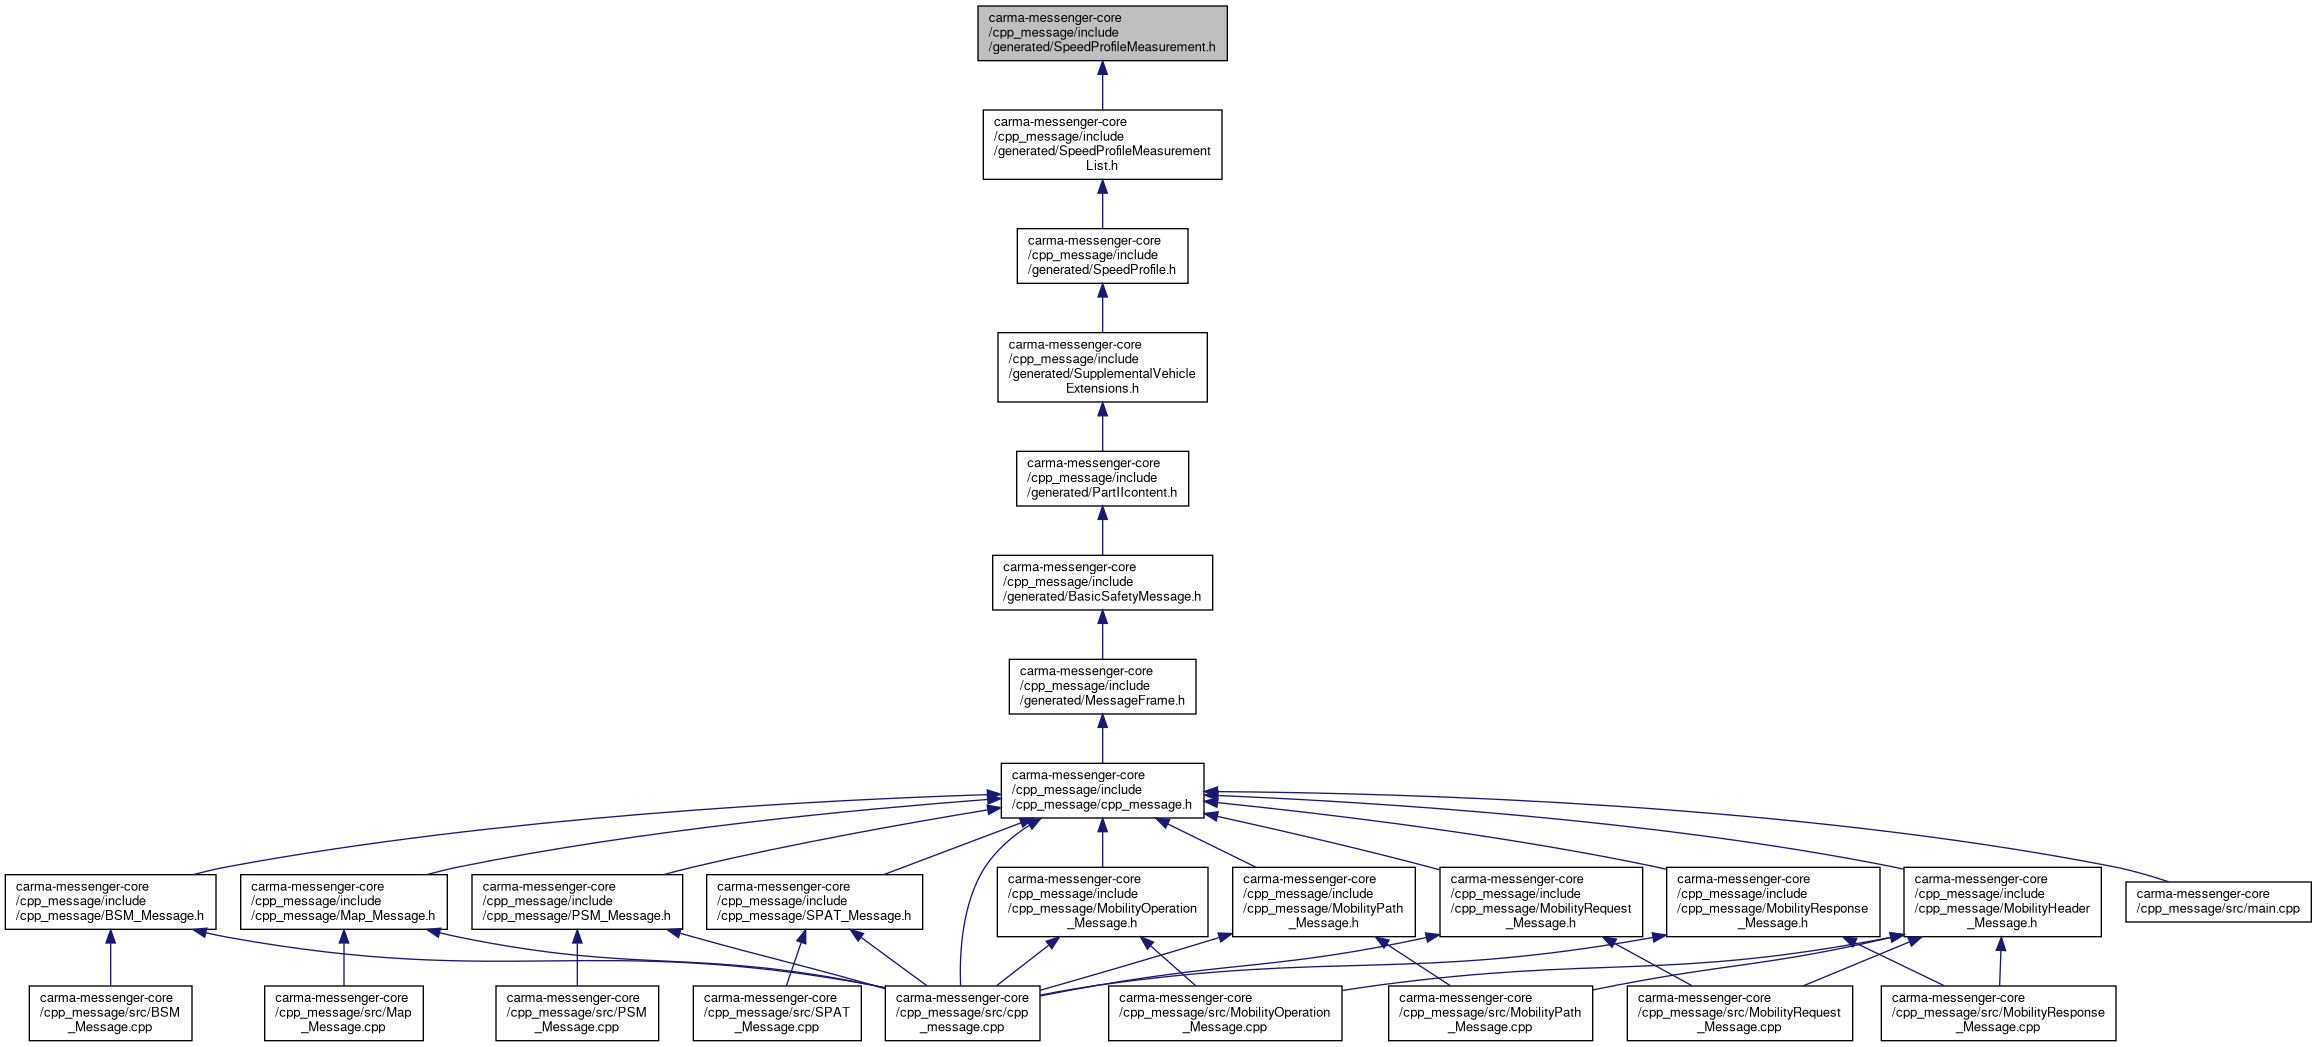 carma-messenger-core
/cpp_message/include
/generated/SpeedProfileMeasurement.h
carma-messenger-core
/cpp_message/include
/generated/SpeedProfileMeasurement
List.h
carma-messenger-core
/cpp_message/include
/generated/SpeedProfile.h
carma-messenger-core
/cpp_message/include
/generated/SupplementalVehicle
Extensions.h
carma-messenger-core
/cpp_message/include
/generated/PartIIcontent.h
carma-messenger-core
/cpp_message/include
/generated/BasicSafetyMessage.h
carma-messenger-core
/cpp_message/include
/generated/MessageFrame.h
carma-messenger-core
/cpp_message/include
/cpp_message/cpp_message.h
carma-messenger-core
/cpp_message/include
/cpp_message/BSM_Message.h
carma-messenger-core
/cpp_message/include
/cpp_message/Map_Message.h
carma-messenger-core
/cpp_message/include
/cpp_message/PSM_Message.h
carma-messenger-core
/cpp_message/include
/cpp_message/SPAT_Message.h
carma-messenger-core
/cpp_message/include
/cpp_message/MobilityOperation
_Message.h
carma-messenger-core
/cpp_message/include
/cpp_message/MobilityPath
_Message.h
carma-messenger-core
/cpp_message/include
/cpp_message/MobilityRequest
_Message.h
carma-messenger-core
/cpp_message/include
/cpp_message/MobilityResponse
_Message.h
carma-messenger-core
/cpp_message/include
/cpp_message/MobilityHeader
_Message.h
carma-messenger-core
/cpp_message/src/main.cpp
carma-messenger-core
/cpp_message/src/BSM
_Message.cpp
carma-messenger-core
/cpp_message/src/Map
_Message.cpp
carma-messenger-core
/cpp_message/src/PSM
_Message.cpp
carma-messenger-core
/cpp_message/src/SPAT
_Message.cpp
carma-messenger-core
/cpp_message/src/cpp
_message.cpp
carma-messenger-core
/cpp_message/src/MobilityOperation
_Message.cpp
carma-messenger-core
/cpp_message/src/MobilityPath
_Message.cpp
carma-messenger-core
/cpp_message/src/MobilityRequest
_Message.cpp
carma-messenger-core
/cpp_message/src/MobilityResponse
_Message.cpp